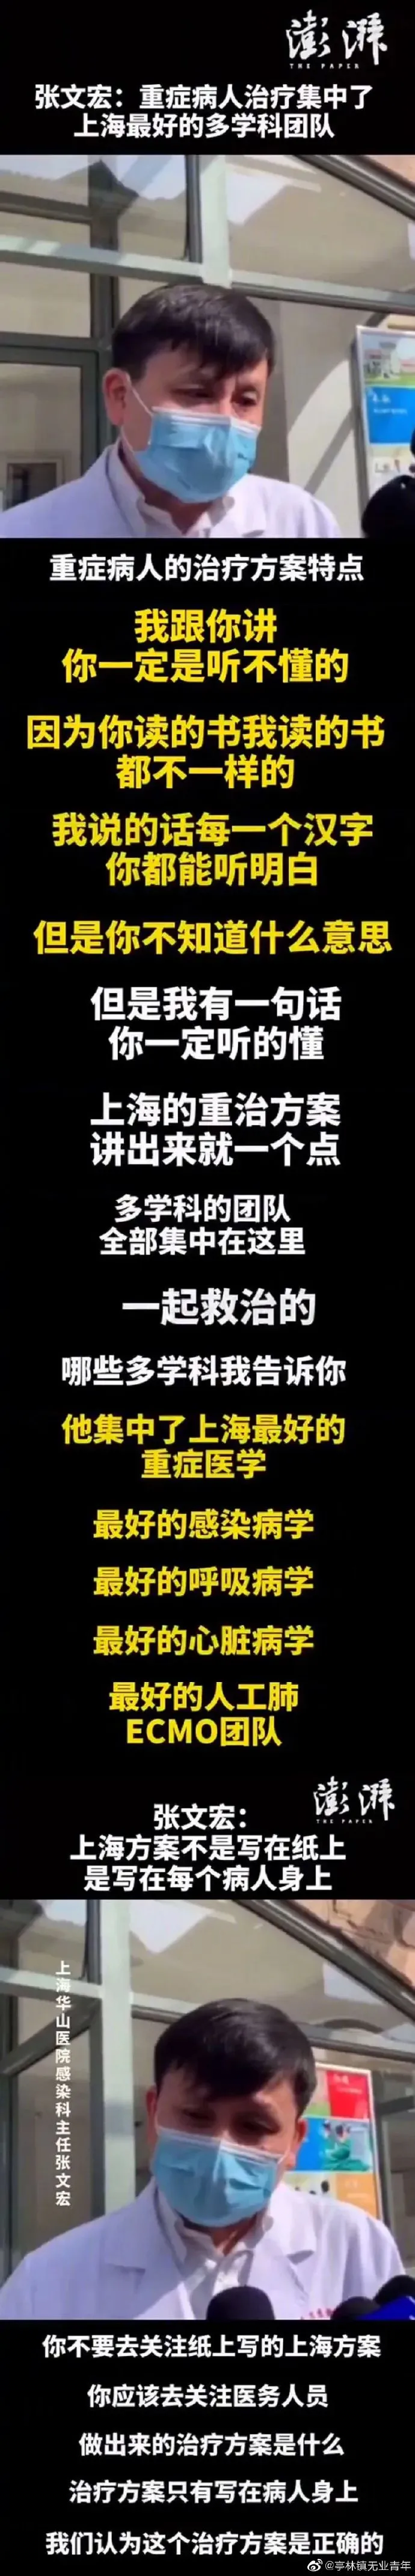 澎湃
THE PAPER
张文宏：重症病人治疗集中了
上海最好的多学科团队
重症病人的治疗方案特点
我跟你讲
你一定是听不懂的
因为你读的书我读的书
都不一样的
我说的话每一个汉字
你都能听明白
但是你不知道什么意思
但是我有一句话
你一定听的懂
上海的重治方案
讲出来就一个点
多学科的团队
全部集中在这里
一起救治的
哪些多学科我告诉你
他集中了上海最好的
重症医学
最好的感染病学
最好的呼吸病学
最好的心脏病学
最好的人工肺
ECMO团队
澎湃
THE PAPER
张文宏：
上海方案不是写在纸上
是写在每个病人身上
上海华山医院感染科主任张文宏
你不要去关注纸上写的上海方案
你应该去关注医务人员
做出来的治疗方案是什么
治疗方案只有写在病人身上
我们认为这个治疗方案是正确的
@亭林镇无业青年